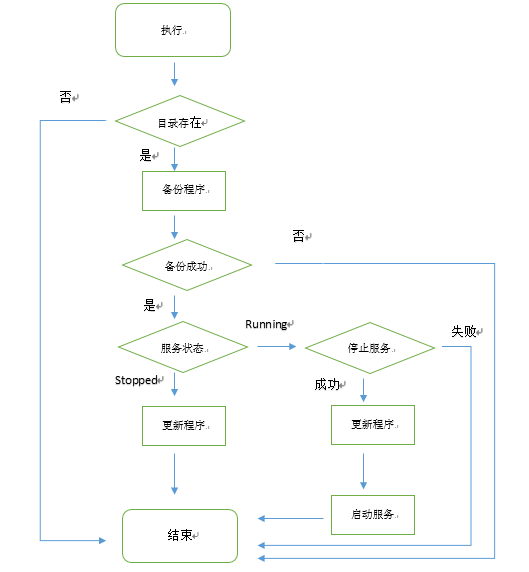 执行
否
目录存在
是
备份程序
否
备份成功
是
Running
失败
服务状态
停止服务
Stopped
成功
更新程序
更新程序
启动服务
结束